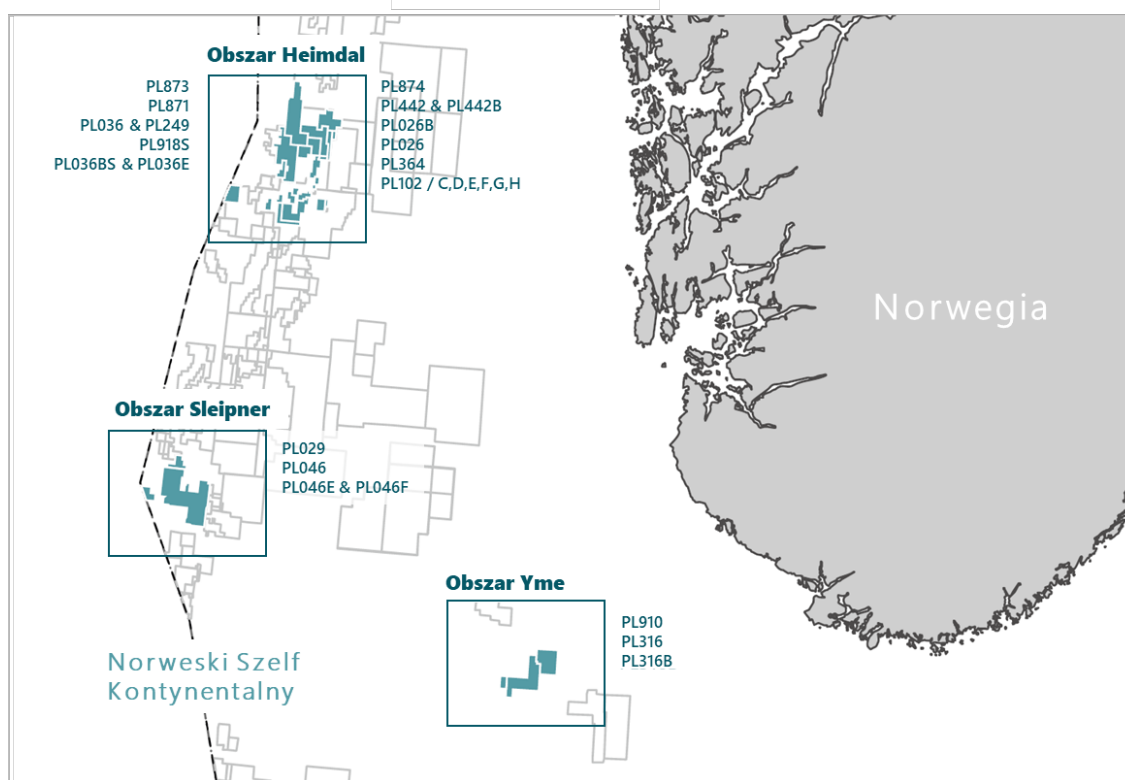 Obszar Heimdal
PL873
PL871
PL036 & PL249
PL918S
PL036BS & PL036E
PL874
PL442 & PL442B
PL026B
PL026
PL364
PL102 / C,D,E,F,G,H
Norwegia
Obszar Sleipner
PL029
PL046
PL046E & PL046F
Obszar Yme
PL910
PL316
PL316B
Norweski Szelf
Kontynentalny